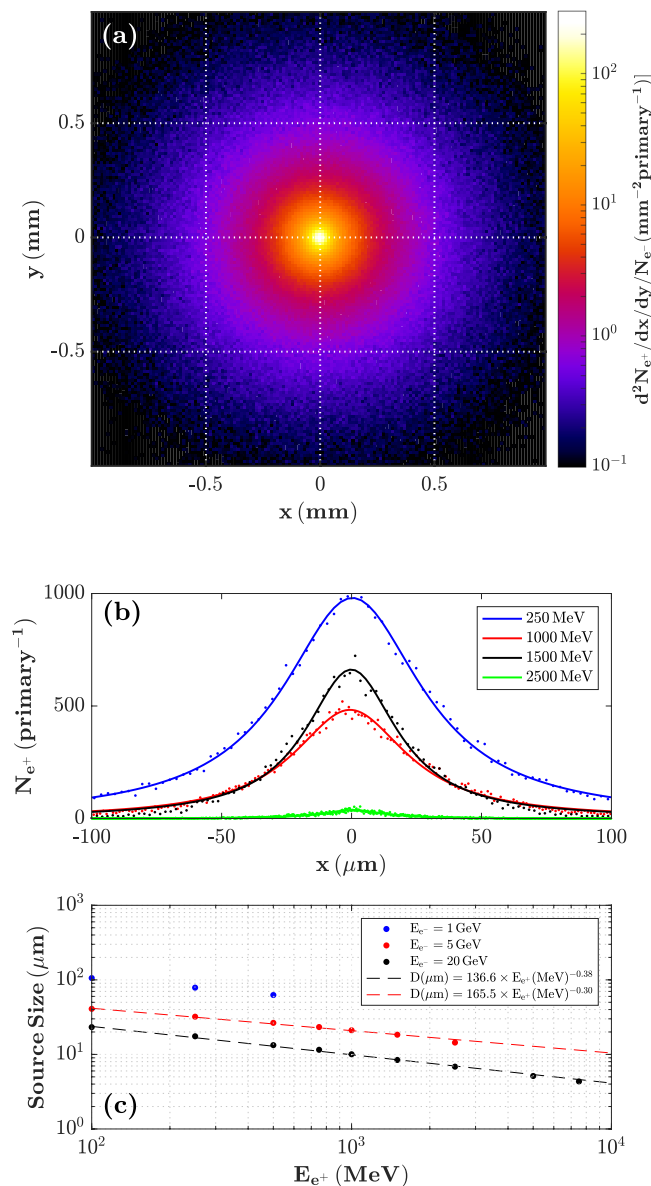 (a)
0.5
0
-0.5
y (mm)
-0.5 0 0.5
x (mm)
10²
10¹
10⁰
10⁻¹
d²Nₑ⁺/dx/dy/Nₑ⁻(mm⁻²primary⁻¹)]
(b)
1000
500
0
Nₑ⁺ (primary⁻¹)
250 MeV
1000 MeV
1500 MeV
2500 MeV
-100 -50 0 50 100
x (μm)
10³
10²
10¹
10⁰
Source Size (μm)
Eₑ⁻ = 1 GeV
Eₑ⁻ = 5 GeV
Eₑ⁻ = 20 GeV
D(μm) = 136.6 × Eₑ⁺(MeV)⁻⁰·³⁸
D(μm) = 165.5 × Eₑ⁺(MeV)⁻⁰·³⁰
(c)
10² 10³ 10⁴
Eₑ⁺ (MeV)